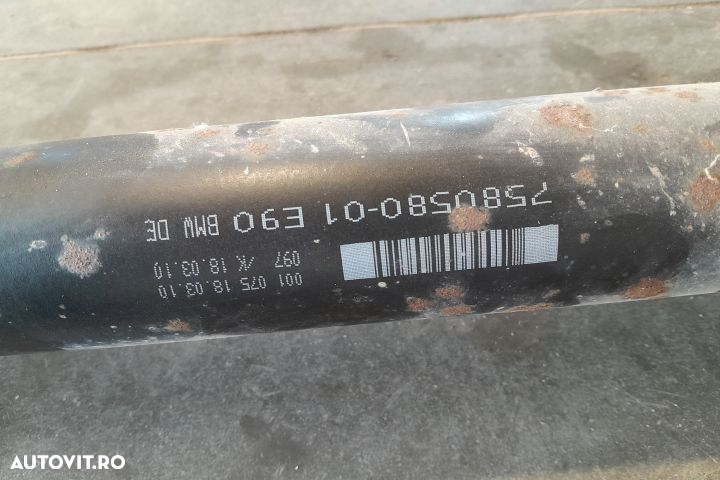 7580580-01 E90 BMW DE
001 075 18.03.10
097 /K 18.03.10
AUTOVIT.RO